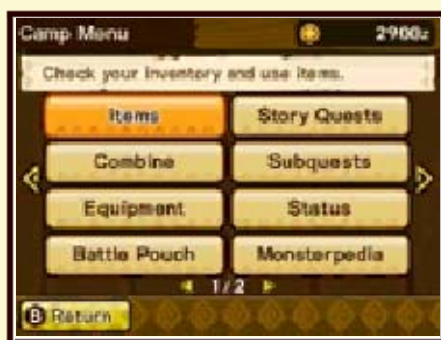 Camp Menu 2900z
Check your inventory and use items.
Items Story Quests
Combine Subquests
Equipment Status
Battle Pouch Monsterpedia
1/2
B Return